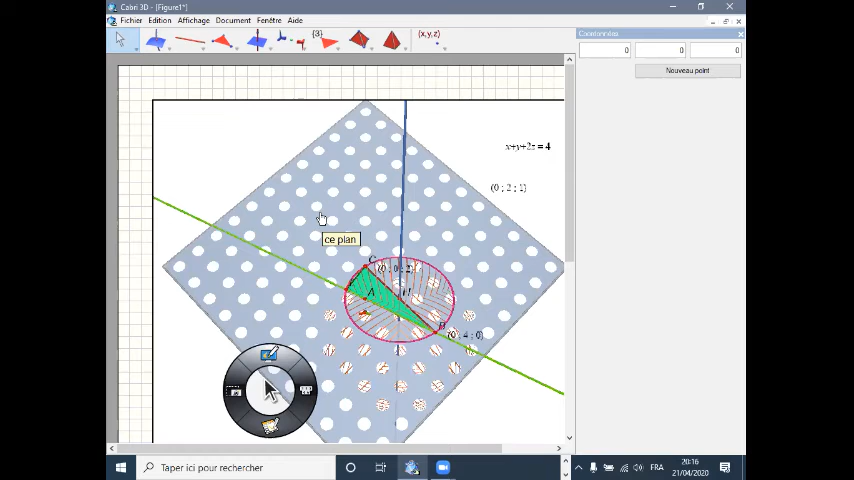 Cabri 3D - [Figure1*]
Fichier Edition Affichage Document Fenêtre Aide
{3} (x,y,z)
Coordonnées
0 0 0
Nouveau point
x+y+2z = 4
(0 ; 2 ; 1)
ce plan
C
(0 ; 0 ; 2)
A
H
B
(0 ; 4 ; 0)
Taper ici pour rechercher
FRA
20:16
21/04/2020